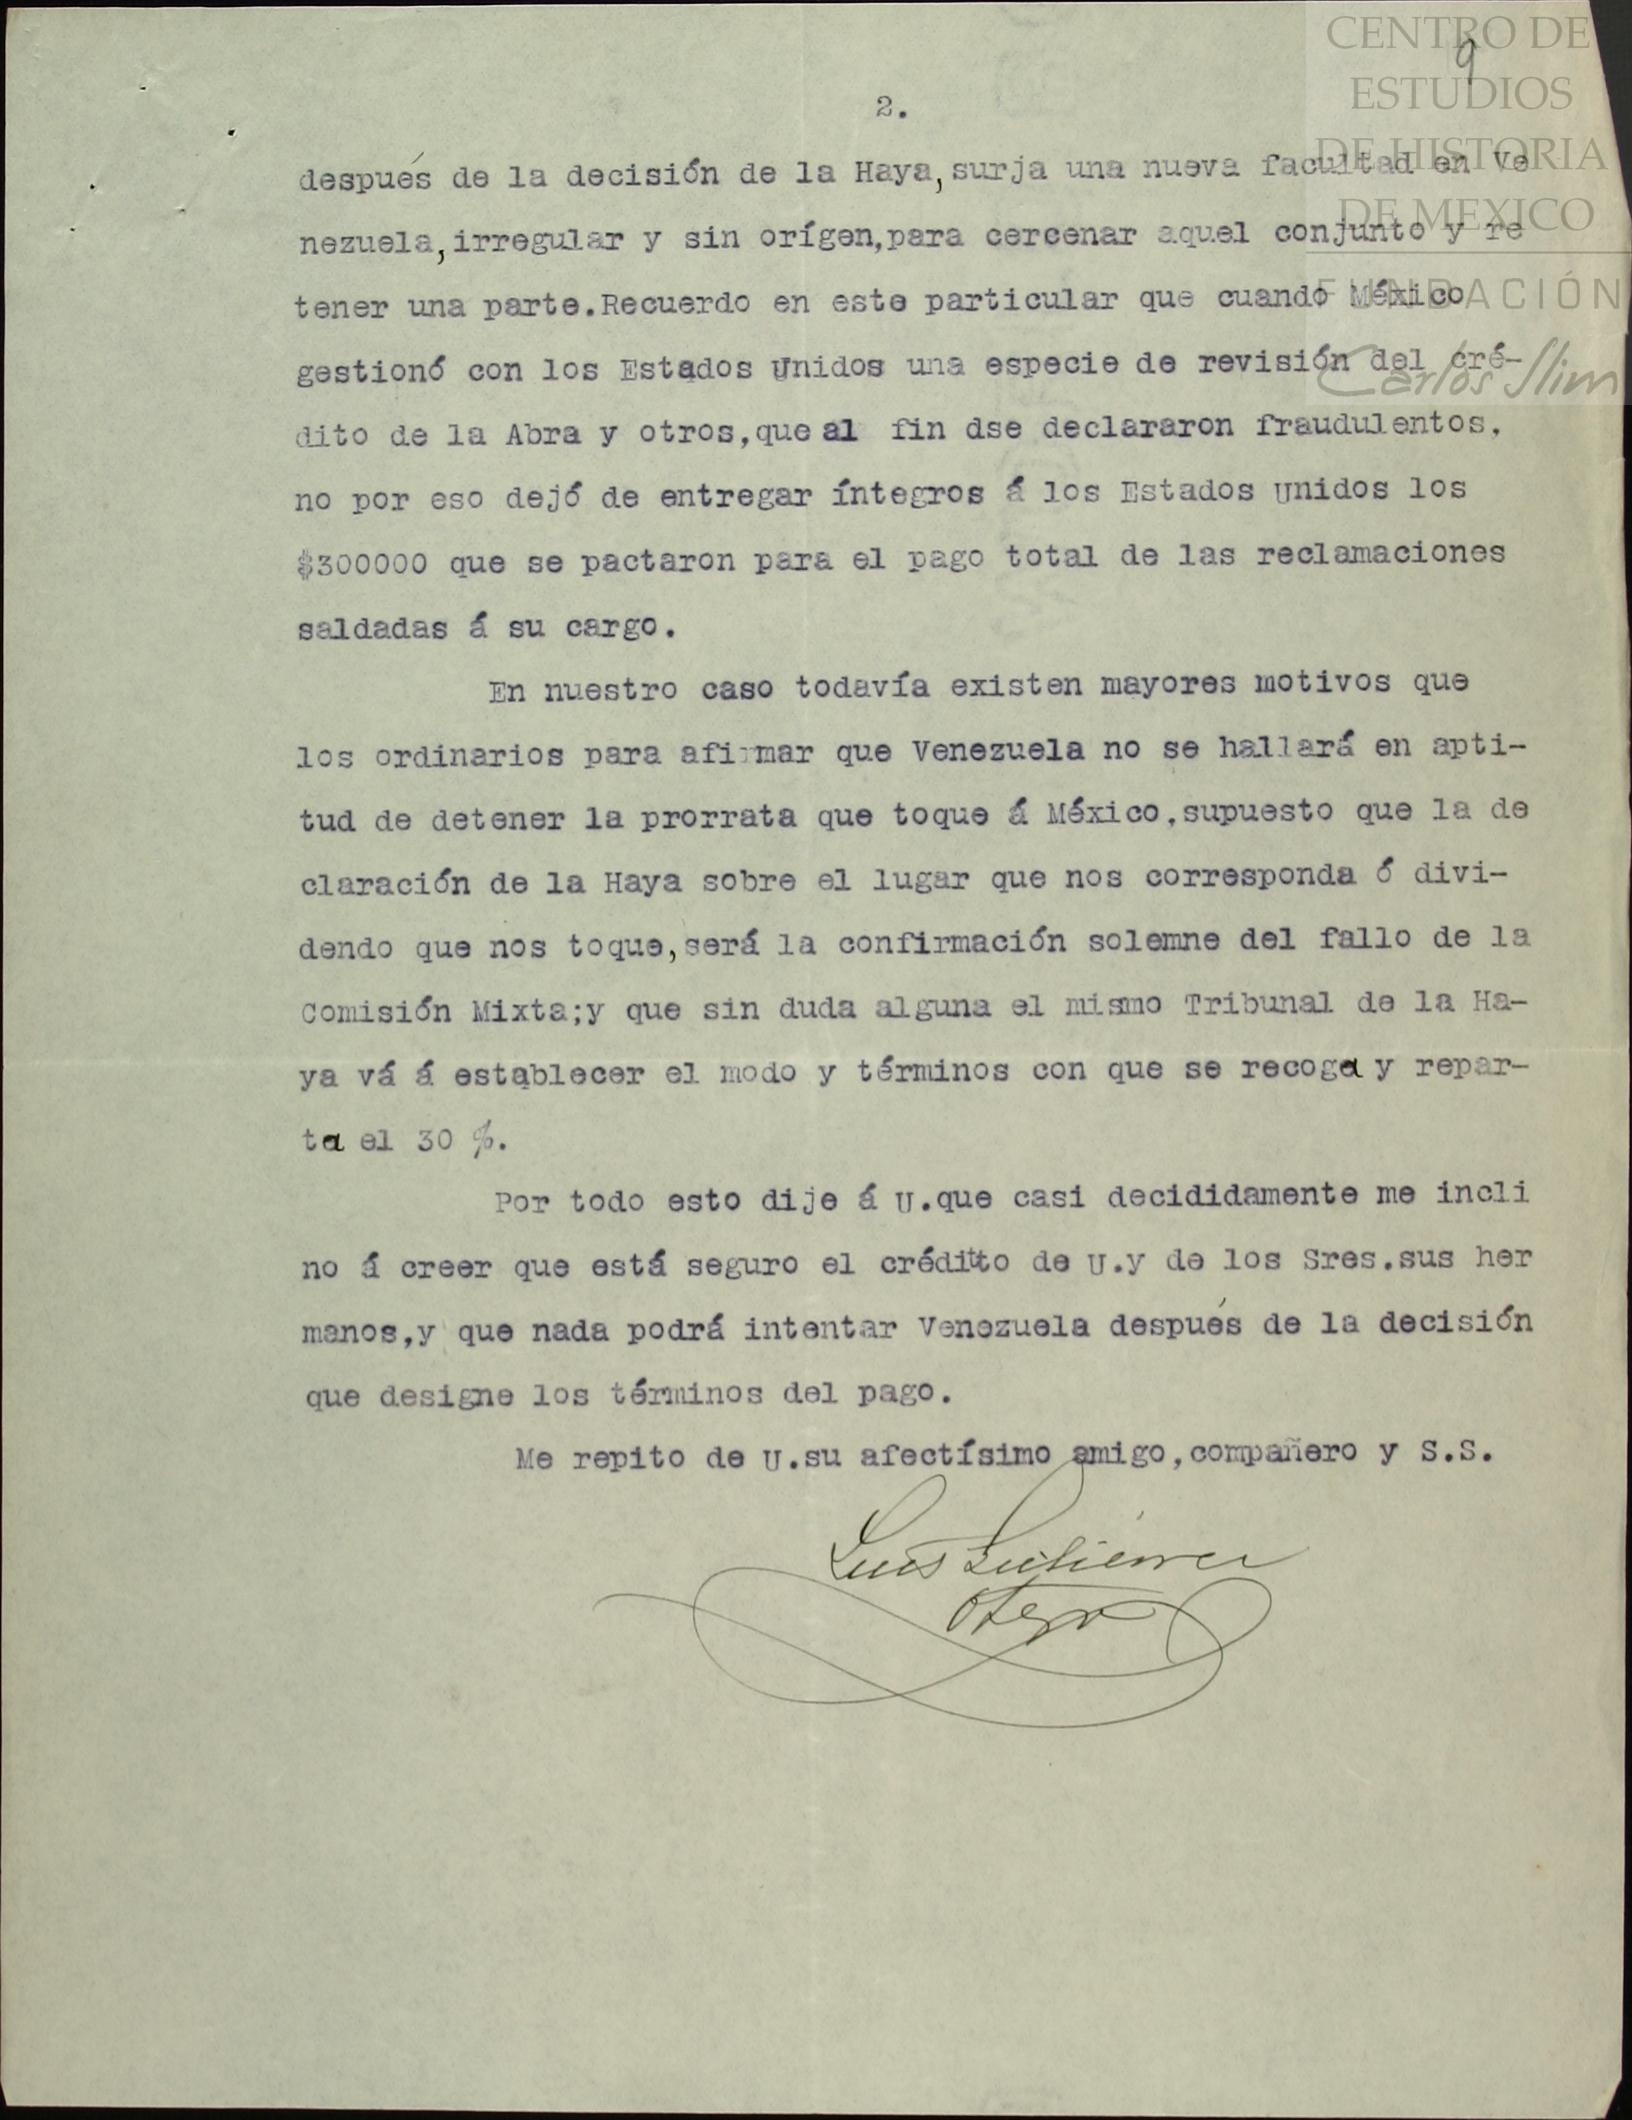 CENTRO DE
ESTUDIOS
DE HISTORIA
DE MEXICO
FUNDACIÓN
Carlos Slim
9
2.
después de la decisión de la Haya,surja una nueva facultad en Ve
nezuela,irregular y sin orígen,para cercenar aquel conjunto y re
tener una parte.Recuerdo en este particular que cuando México
gestionó con los Estados Unidos una especie de revisión del cré-
dito de la Abra y otros,que al fin dse declararon fraudulentos,
no por eso dejó de entregar íntegros á los Estados Unidos los
$300000 que se pactaron para el pago total de las reclamaciones
saldadas á su cargo.
En nuestro caso todavía existen mayores motivos que
los ordinarios para afirmar que Venezuela no se hallará en apti-
tud de detener la prorrata que toque á México,supuesto que la de
claración de la Haya sobre el lugar que nos corresponda ó divi-
dendo que nos toque,será la confirmación solemne del fallo de la
Comisión Mixta;y que sin duda alguna el mismo Tribunal de la Ha-
ya vá á establecer el modo y términos con que se recoga y repar-
ta el 30 %.
Por todo esto dije á U.que casi decididamente me incli
no á creer que está seguro el crédito de U.y de los Sres.sus her
manos,y que nada podrá intentar Venezuela después de la decisión
que designe los términos del pago.
Me repito de U.su afectísimo amigo,compañero y S.S.
Luis Gutiérrez
Otero